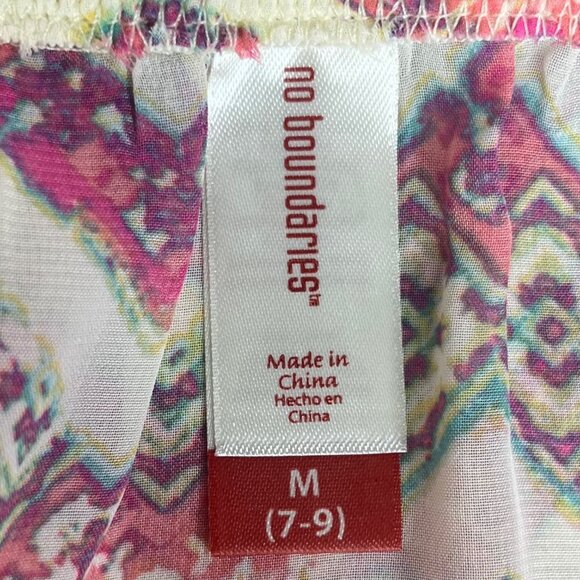 no boundaries™
Made in
China
Hecho en
China
M
(7-9)